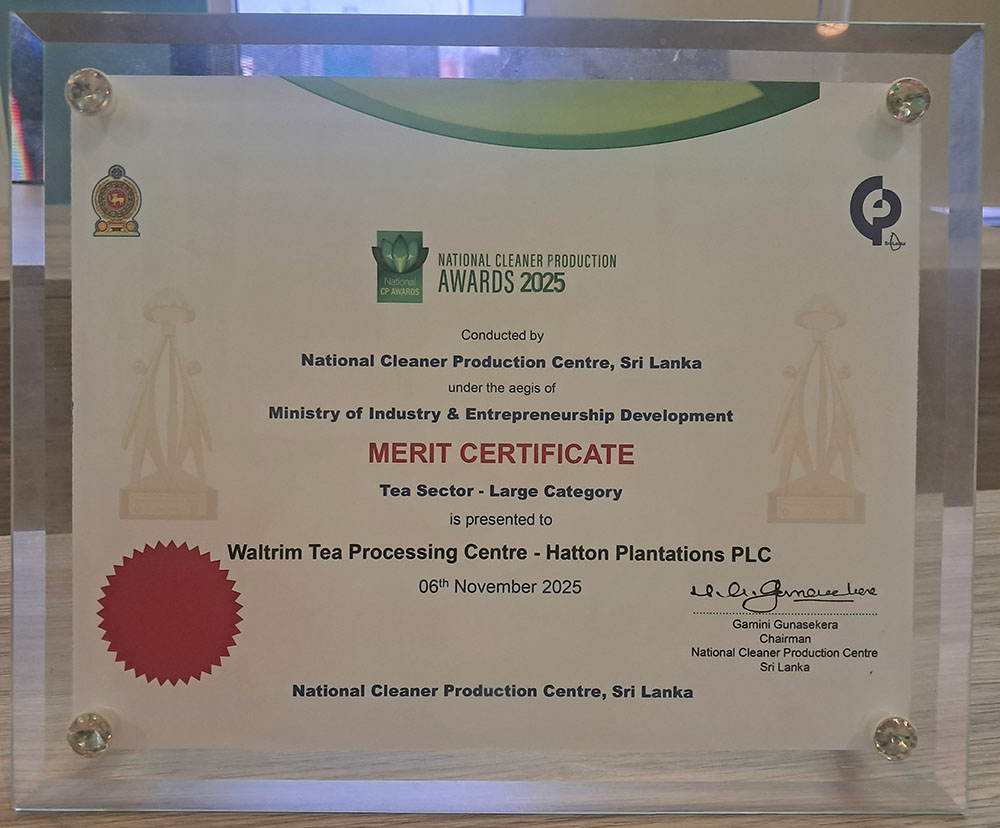 National
CP AWARDS
NATIONAL CLEANER PRODUCTION
AWARDS 2025
Sri Lanka
Conducted by
National Cleaner Production Centre, Sri Lanka
under the aegis of
Ministry of Industry & Entrepreneurship Development
MERIT CERTIFICATE
Tea Sector - Large Category
is presented to
Waltrim Tea Processing Centre - Hatton Plantations PLC
06th November 2025
Gamini Gunasekera
Chairman
National Cleaner Production Centre
Sri Lanka
National Cleaner Production Centre, Sri Lanka